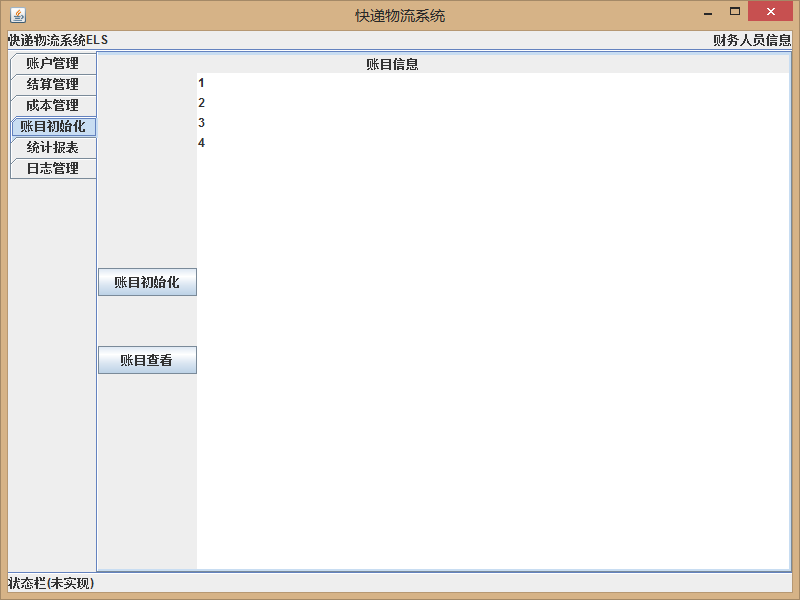 快递物流系统
快递物流系统ELS 财务人员信息
账户管理
结算管理
成本管理
账目初始化
统计报表
日志管理
账目信息
1
2
3
4
账目初始化
账目查看
状态栏(未实现)